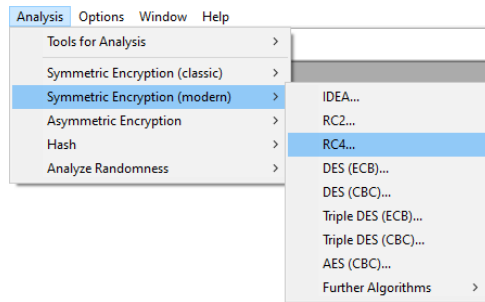 Analysis Options Window Help
Tools for Analysis
Symmetric Encryption (classic)
Symmetric Encryption (modern)
Asymmetric Encryption
Hash
Analyze Randomness
IDEA...
RC2...
RC4...
DES (ECB)...
DES (CBC)...
Triple DES (ECB)...
Triple DES (CBC)...
AES (CBC)...
Further Algorithms